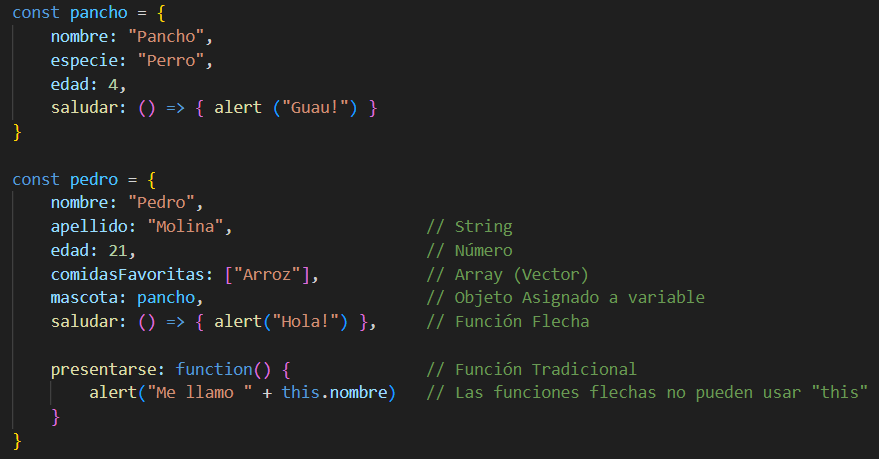 const pancho = {
    nombre: "Pancho",
    especie: "Perro",
    edad: 4,
    saludar: () => { alert ("Guau!") }
}

const pedro = {
    nombre: "Pedro",
    apellido: "Molina",                    // String
    edad: 21,                              // Número
    comidasFavoritas: ["Arroz"],           // Array (Vector)
    mascota: pancho,                       // Objeto Asignado a variable
    saludar: () => { alert("Hola!") },     // Función Flecha

    presentarse: function() {              // Función Tradicional
        alert("Me llamo " + this.nombre)   // Las funciones flechas no pueden usar "this"
    }
}